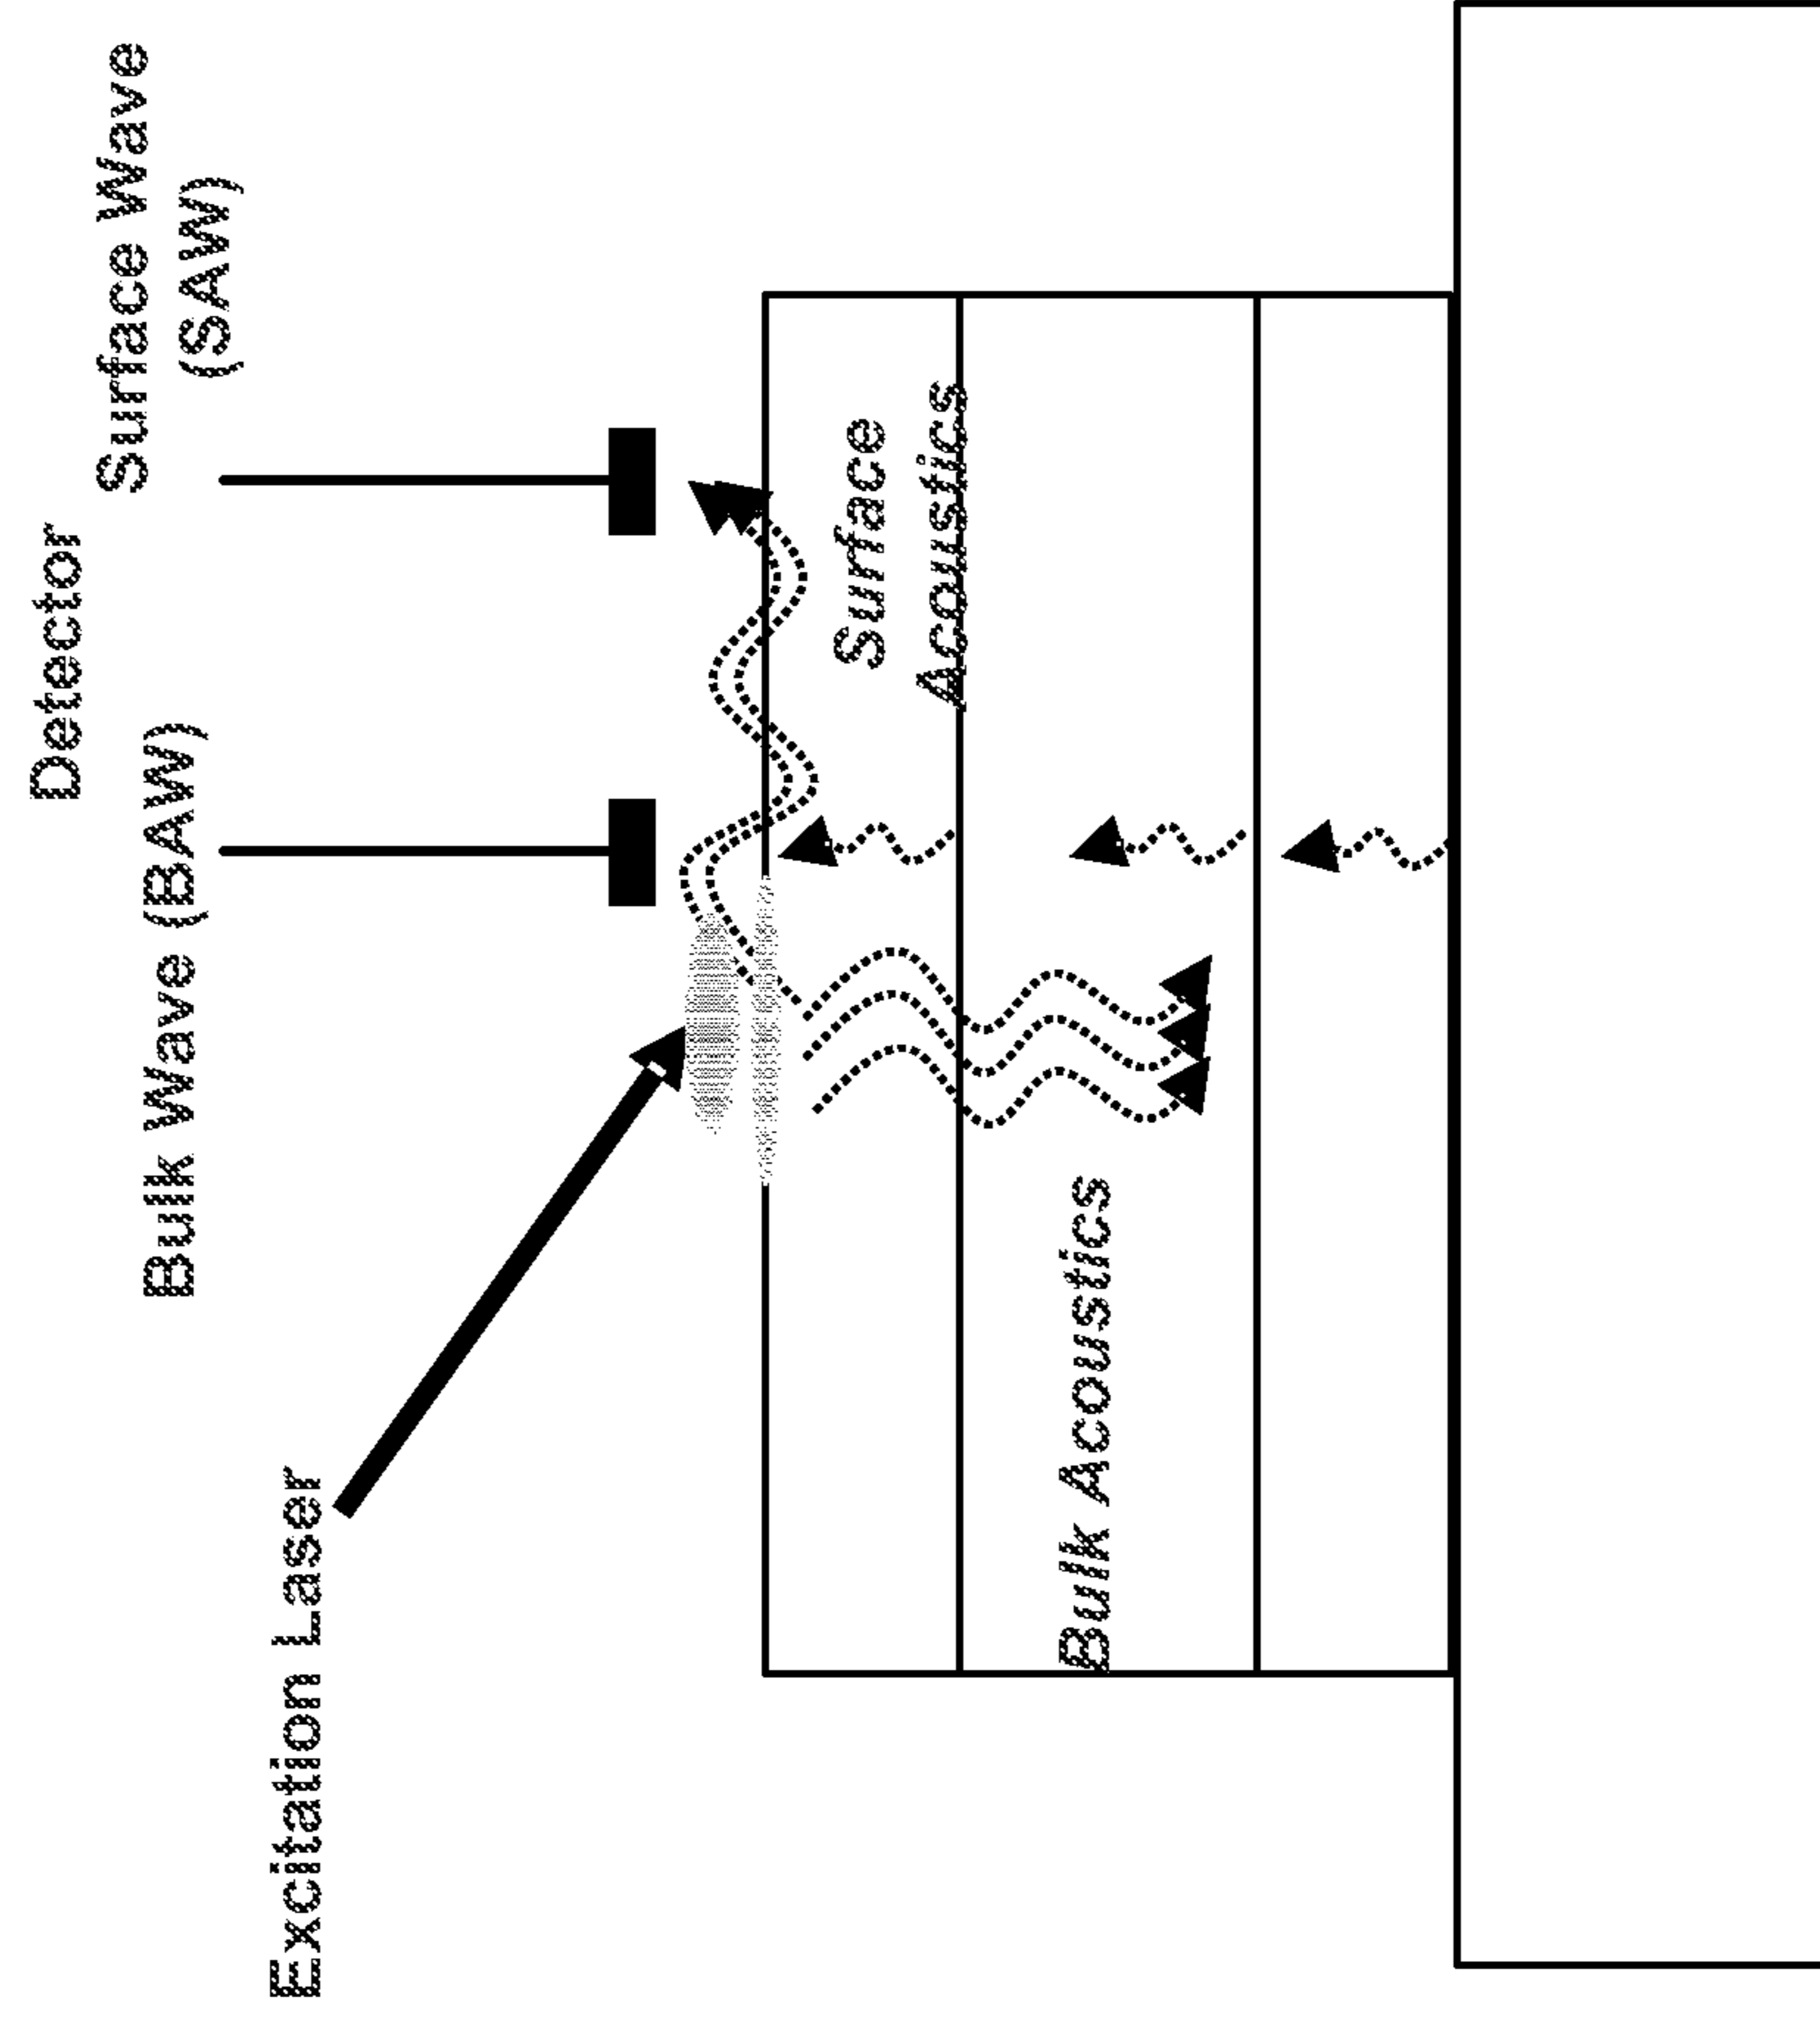 Detector
Surface Wave
(SAW)
Bulk Wave (BAW)
Excitation Laser
Surface
Acoustics
Bulk Acoustics